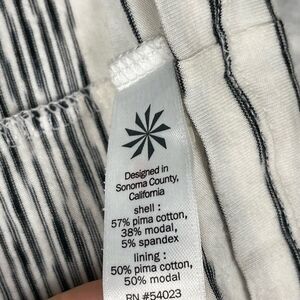 Designed in
Sonoma County,
California
shell :
57% pima cotton,
38% modal,
5% spandex
lining :
50% pima cotton,
50% modal
RN #54023